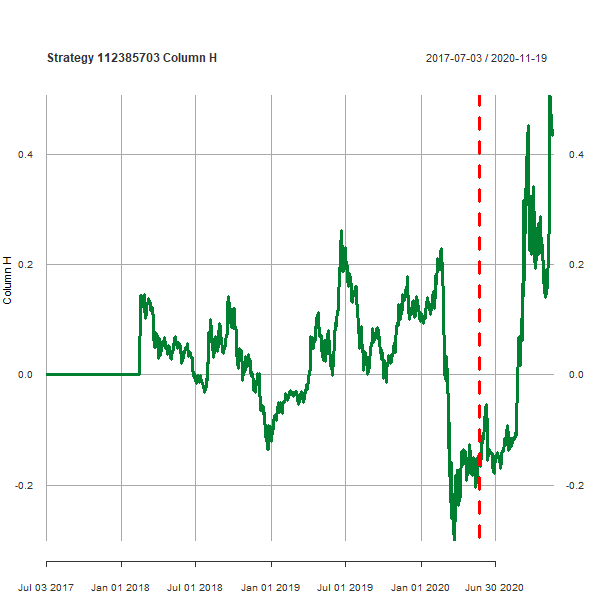 Strategy 112385703 Column H
2017-07-03 / 2020-11-19
0.4
0.4
0.2
0.2
0.0
0.0
-0.2
-0.2
Column H
Jul 03 2017
Jan 01 2018
Jul 01 2018
Jan 01 2019
Jul 01 2019
Jan 01 2020
Jun 30 2020